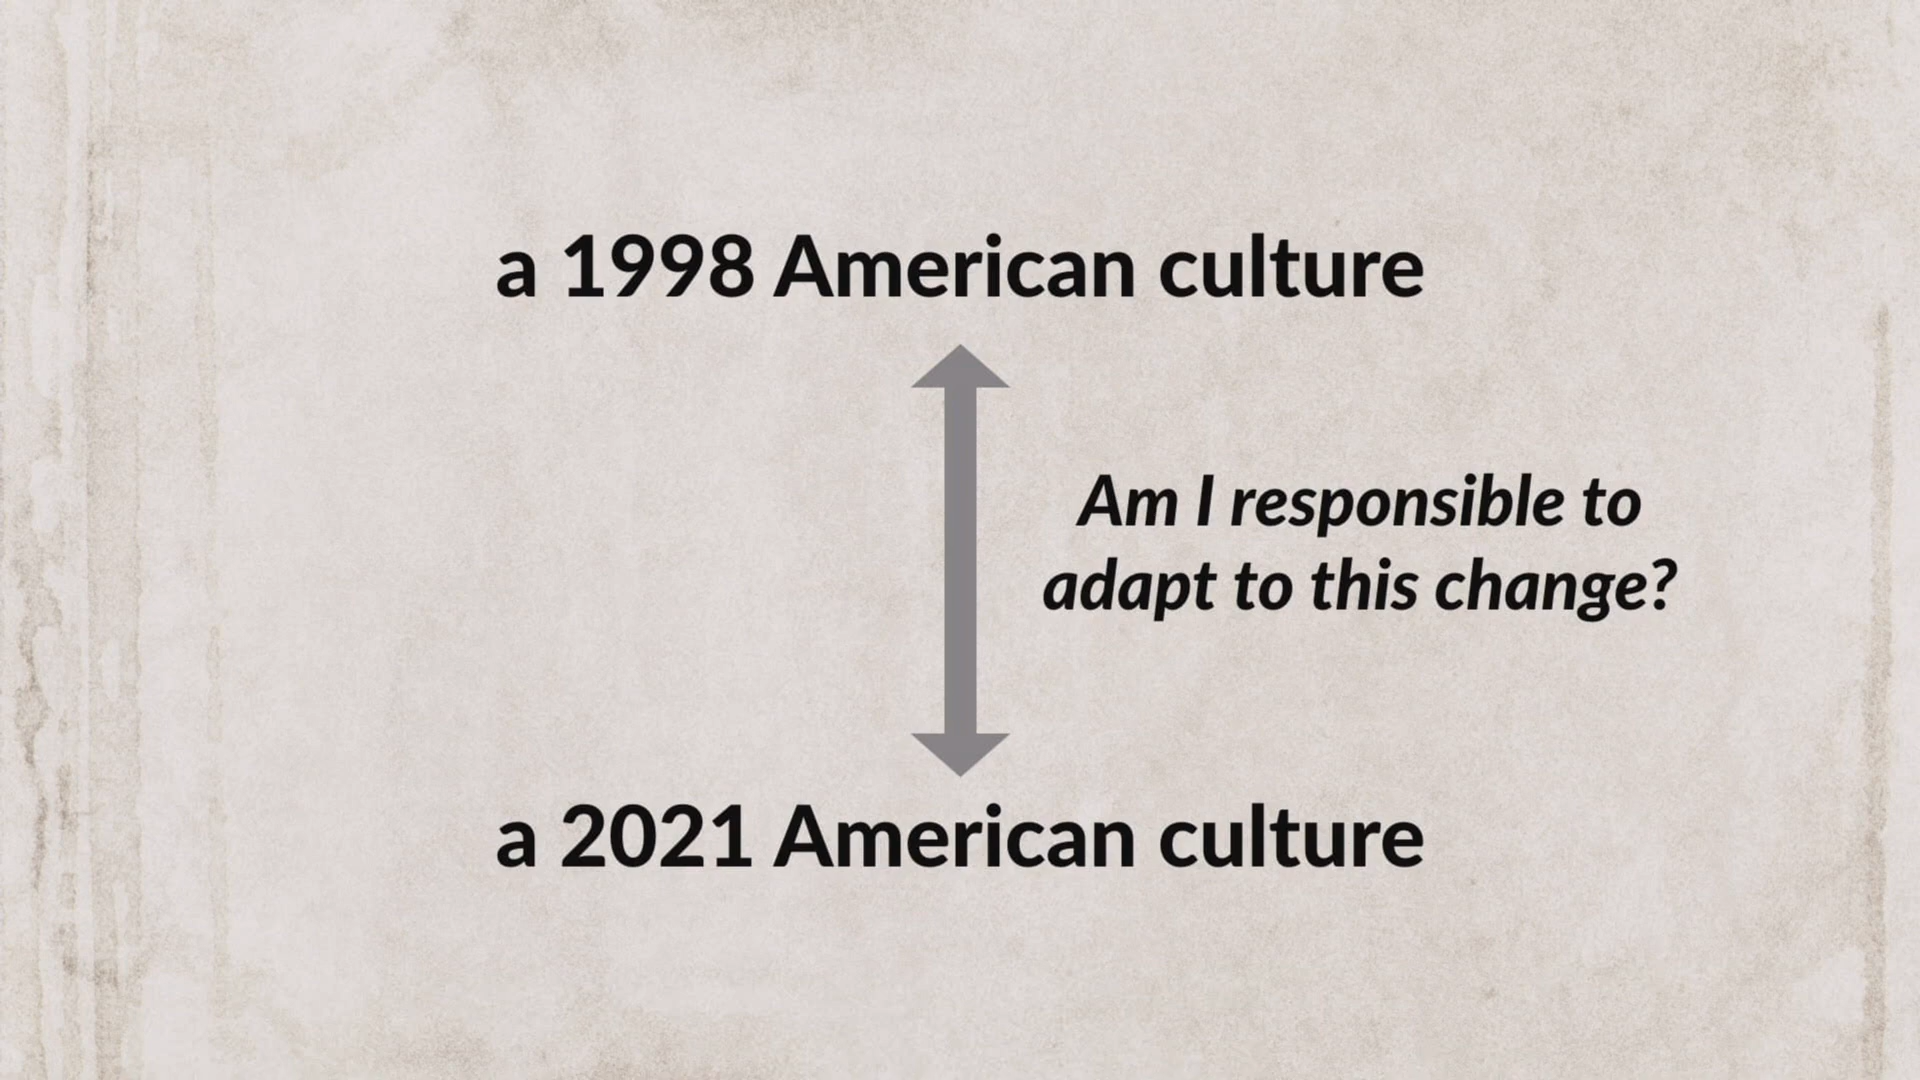 a 1998 American culture
Am I responsible to
adapt to this change?
a 2021 American culture